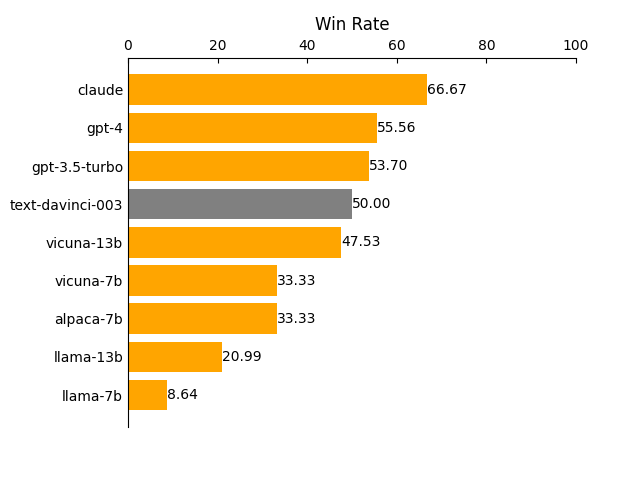 Win Rate
0 20 40 60 80 100
claude 66.67
gpt-4 55.56
gpt-3.5-turbo 53.70
text-davinci-003 50.00
vicuna-13b 47.53
vicuna-7b 33.33
alpaca-7b 33.33
llama-13b 20.99
llama-7b 8.64